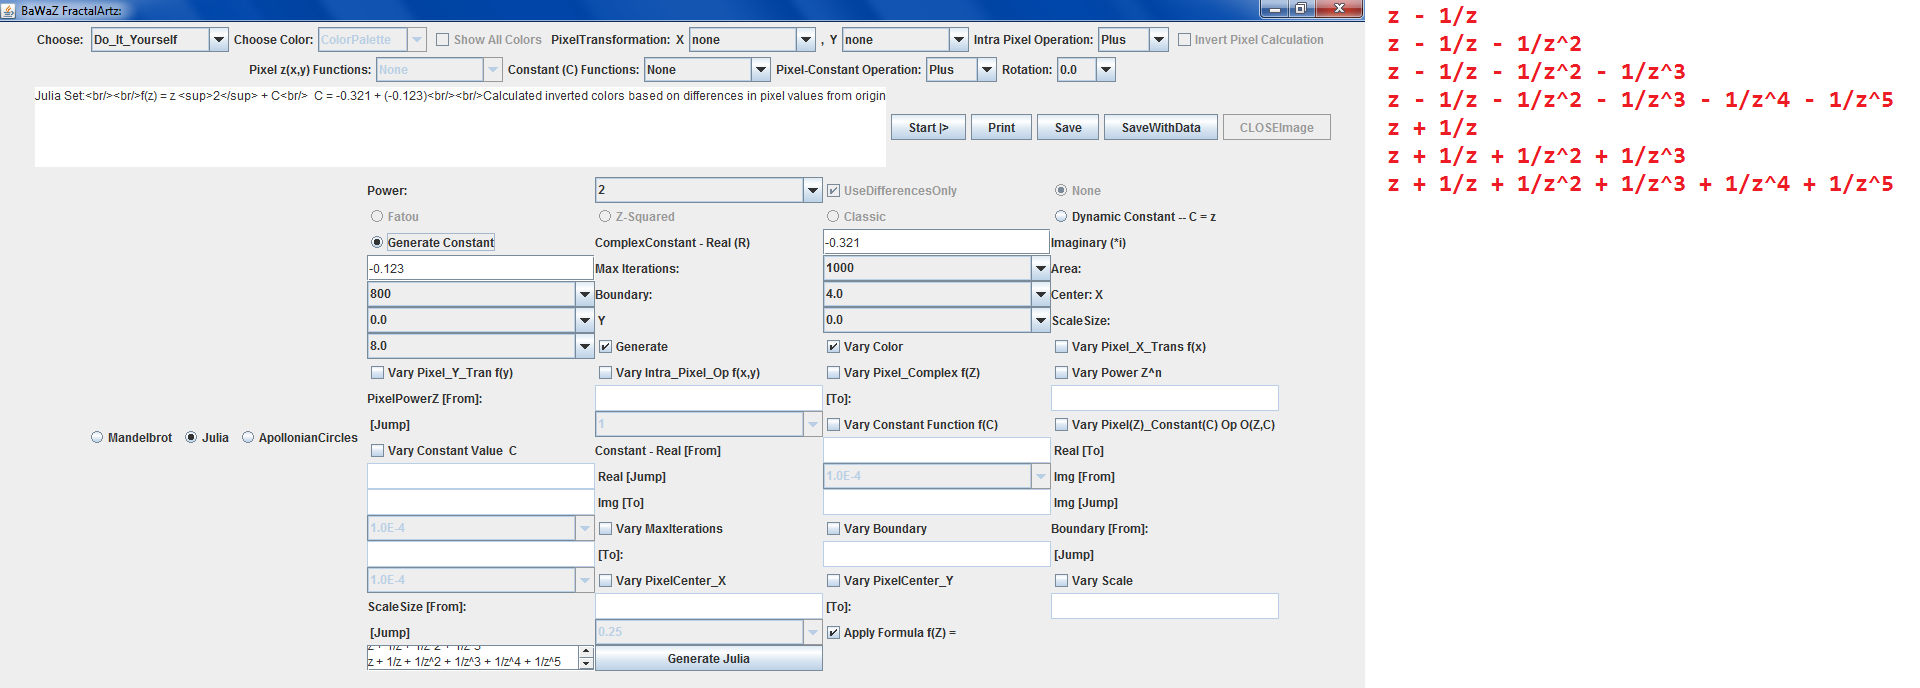 BaWaZ FractalArtz:
Choose: Do_It_Yourself Choose Color: ColorPalette Show All Colors PixelTransformation: X none , Y none Intra Pixel Operation: Plus Invert Pixel Calculation
Pixel z(x,y) Functions: None Constant (C) Functions: None Pixel-Constant Operation: Plus Rotation: 0.0
Julia Set:<br/><br/>f(z) = z <sup>2</sup> + C<br/> C = -0.321 + (-0.123)<br/><br/>Calculated inverted colors based on differences in pixel values from origin
Start |> Print Save SaveWithData CLOSEImage
Power: 2 UseDifferencesOnly None
Fatou Z-Squared Classic Dynamic Constant -- C = z
Generate Constant ComplexConstant - Real (R) -0.321 Imaginary (*i)
-0.123 Max Iterations: 1000 Area:
800 Boundary: 4.0 Center: X
0.0 Y 0.0 ScaleSize:
8.0 Generate Vary Color Vary Pixel_X_Trans f(x)
Vary Pixel_Y_Tran f(y) Vary Intra_Pixel_Op f(x,y) Vary Pixel_Complex f(Z) Vary Power Z^n
PixelPowerZ [From]: [To]:
[Jump] 1 Vary Constant Function f(C) Vary Pixel(Z)_Constant(C) Op O(Z,C)
Mandelbrot Julia ApollonianCircles
Vary Constant Value C Constant - Real [From] Real [To]
Real [Jump] 1.0E-4 Img [From]
Img [To] Img [Jump]
1.0E-4 Vary MaxIterations Vary Boundary Boundary [From]:
[To]: [Jump]
1.0E-4 Vary PixelCenter_X Vary PixelCenter_Y Vary Scale
ScaleSize [From]: [To]:
[Jump] 0.25 Apply Formula f(Z) =
z + 1/z + 1/z^2 + 1/z^3
z + 1/z + 1/z^2 + 1/z^3 + 1/z^4 + 1/z^5 Generate Julia
z - 1/z
z - 1/z - 1/z^2
z - 1/z - 1/z^2 - 1/z^3
z - 1/z - 1/z^2 - 1/z^3 - 1/z^4 - 1/z^5
z + 1/z
z + 1/z + 1/z^2 + 1/z^3
z + 1/z + 1/z^2 + 1/z^3 + 1/z^4 + 1/z^5